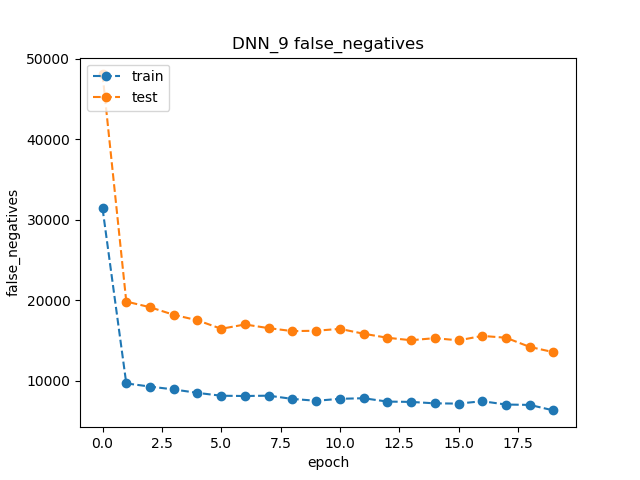 DNN_9 false_negatives
train
test
false_negatives
50000
40000
30000
20000
10000
0.0 2.5 5.0 7.5 10.0 12.5 15.0 17.5
epoch